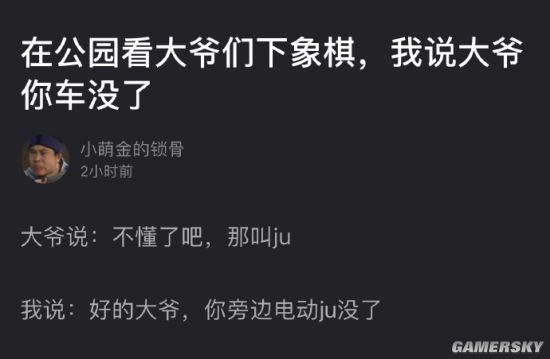 在公园看大爷们下象棋，我说大爷
你车没了
小萌金的锁骨
2小时前
大爷说：不懂了吧，那叫ju
我说：好的大爷，你旁边电动ju没了
GAMERSKY